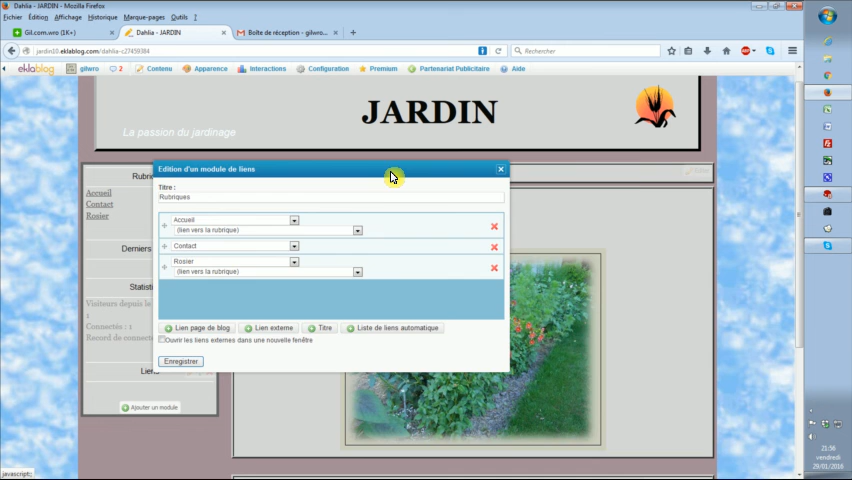 Dahlia - JARDIN - Mozilla Firefox
Fichier Édition Affichage Historique Marque-pages Outils ?
Gil.com.wro (1K+) × Dahlia - JARDIN × Boîte de réception - gilwro... × +
jardin10.eklablog.com/dahlia-c27459384 Rechercher
eklablog gilwro 2 Contenu Apparence Interactions Configuration Premium Partenariat Publicitaire Aide
JARDIN
La passion du jardinage
Edition d'un module de liens
Rubri
Titre :
Rubriques
Accueil
Contact
Rosier
Accueil
(lien vers la rubrique)
Contact
Rosier
(lien vers la rubrique)
Derniers
Statisti
Visiteurs depuis la
1
Connectés : 1
Record de connect
Lien page de blog Lien externe Titre Liste de liens automatique
Ouvrir les liens externes dans une nouvelle fenêtre
Enregistrer
Liens
Ajouter un module
javascript:;
21:56
vendredi
29/01/2016